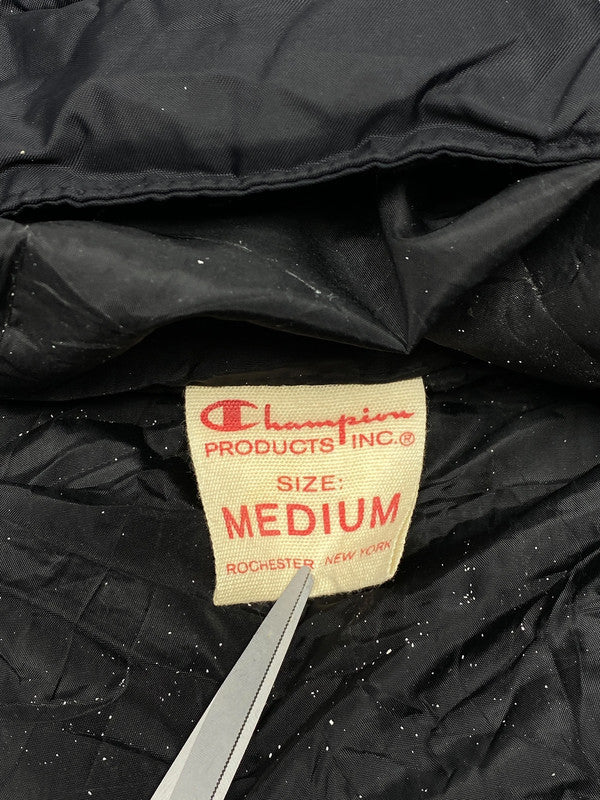 Champion
PRODUCTS INC.®
SIZE:
MEDIUM
ROCHESTER NEW YORK